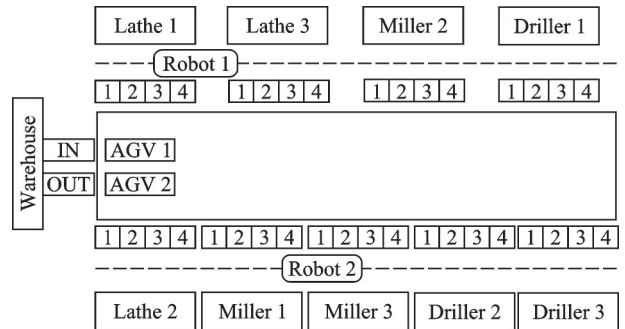 Lathe 1 Lathe 3 Miller 2 Driller 1
Robot 1
1 2 3 4 1 2 3 4 1 2 3 4 1 2 3 4
Warehouse
IN AGV 1
OUT AGV 2
1 2 3 4 1 2 3 4 1 2 3 4 1 2 3 4 1 2 3 4
Robot 2
Lathe 2 Miller 1 Miller 3 Driller 2 Driller 3